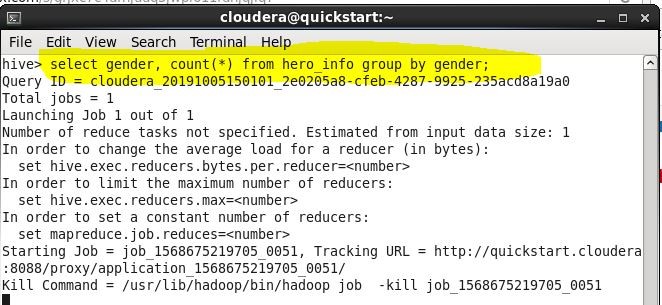 cloudera@quickstart:~
File Edit View Search Terminal Help
hive> select gender, count(*) from hero_info group by gender;
Query ID = cloudera_20191005150101_2e0205a8-cfeb-4287-9925-235acd8a19a0
Total jobs = 1
Launching Job 1 out of 1
Number of reduce tasks not specified. Estimated from input data size: 1
In order to change the average load for a reducer (in bytes):
  set hive.exec.reducers.bytes.per.reducer=<number>
In order to limit the maximum number of reducers:
  set hive.exec.reducers.max=<number>
In order to set a constant number of reducers:
  set mapreduce.job.reduces=<number>
Starting Job = job_1568675219705_0051, Tracking URL = http://quickstart.cloudera
:8088/proxy/application_1568675219705_0051/
Kill Command = /usr/lib/hadoop/bin/hadoop job  -kill job_1568675219705_0051